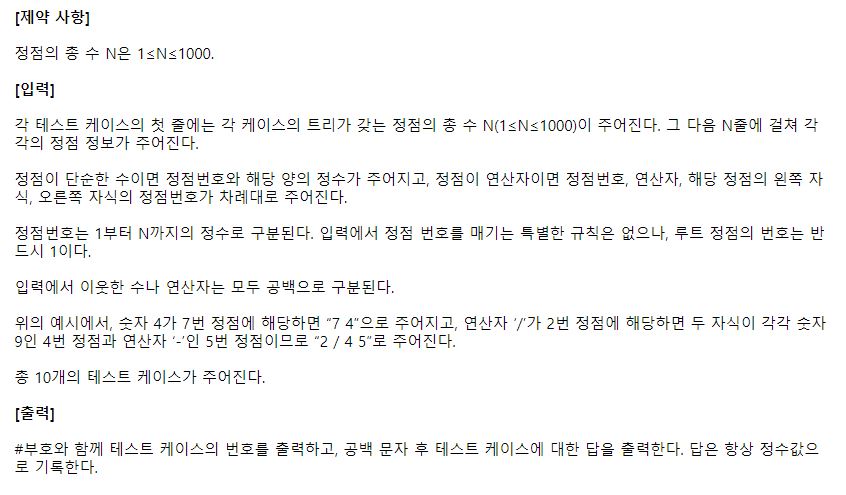 [제약 사항]
정점의 총 수 N은 1≤N≤1000.
[입력]
각 테스트 케이스의 첫 줄에는 각 케이스의 트리가 갖는 정점의 총 수 N(1≤N≤1000)이 주어진다. 그 다음 N줄에 걸쳐 각
각의 정점 정보가 주어진다.
정점이 단순한 수이면 정점번호와 해당 양의 정수가 주어지고, 정점이 연산자이면 정점번호, 연산자, 해당 정점의 왼쪽 자
식, 오른쪽 자식의 정점번호가 차례대로 주어진다.
정점번호는 1부터 N까지의 정수로 구분된다. 입력에서 정점 번호를 매기는 특별한 규칙은 없으나, 루트 정점의 번호는 반
드시 1이다.
입력에서 이웃한 수나 연산자는 모두 공백으로 구분된다.
위의 예시에서, 숫자 4가 7번 정점에 해당하면 “7 4”으로 주어지고, 연산자 ‘/’가 2번 정점에 해당하면 두 자식이 각각 숫자
9인 4번 정점과 연산자 ‘-’인 5번 정점이므로 “2 / 4 5”로 주어진다.
총 10개의 테스트 케이스가 주어진다.
[출력]
#부호와 함께 테스트 케이스의 번호를 출력하고, 공백 문자 후 테스트 케이스에 대한 답을 출력한다. 답은 항상 정수값으
로 기록한다.